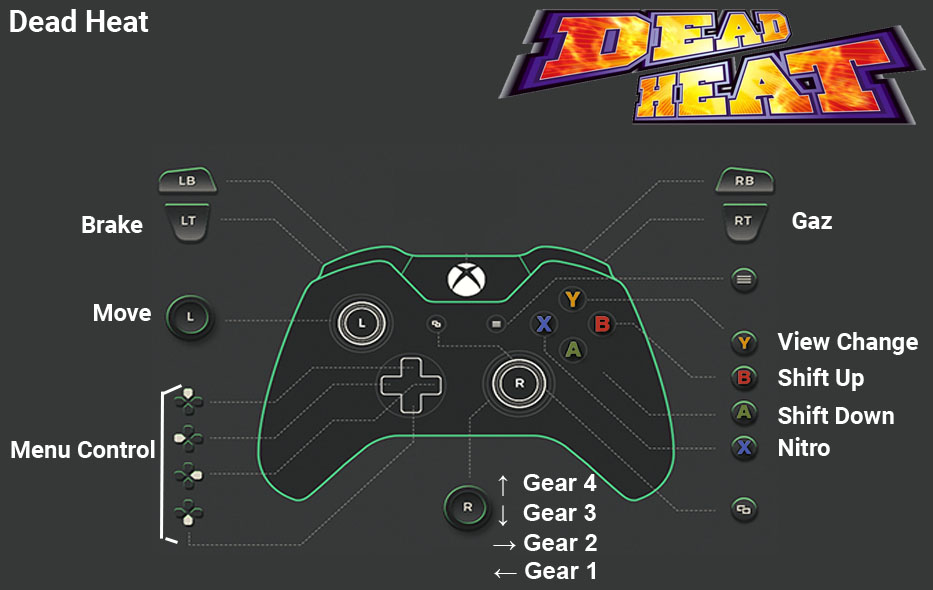 Dead Heat
DEAD
HEAT
LB
RB
Brake
LT
RT
Gaz
Move
L
L
X
Y
B
A
R
Y
View Change
B
Shift Up
A
Shift Down
X
Nitro
Menu Control
R
↑ Gear 4
↓ Gear 3
→ Gear 2
← Gear 1